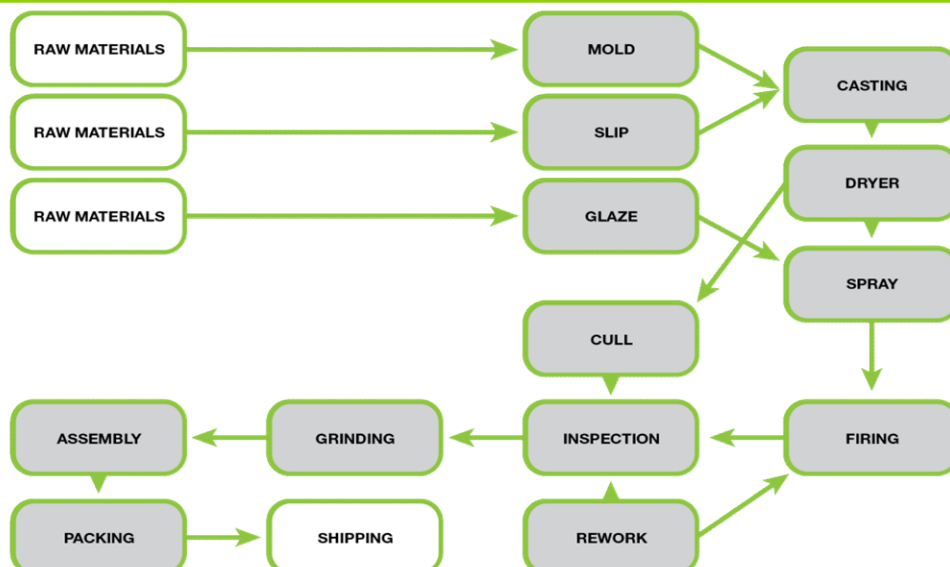 RAW MATERIALS
MOLD
CASTING
RAW MATERIALS
SLIP
DRYER
RAW MATERIALS
GLAZE
SPRAY
CULL
ASSEMBLY
GRINDING
INSPECTION
FIRING
PACKING
SHIPPING
REWORK